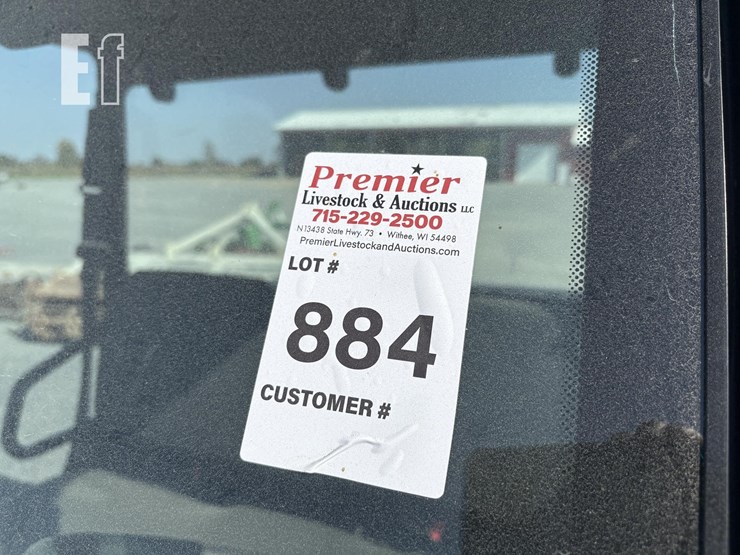 Ef
Premier
Livestock & Auctions LLC
715-229-2500
N13438 State Hwy. 73 • Withee, WI 54498
PremierLivestockandAuctions.com
LOT #
884
CUSTOMER #